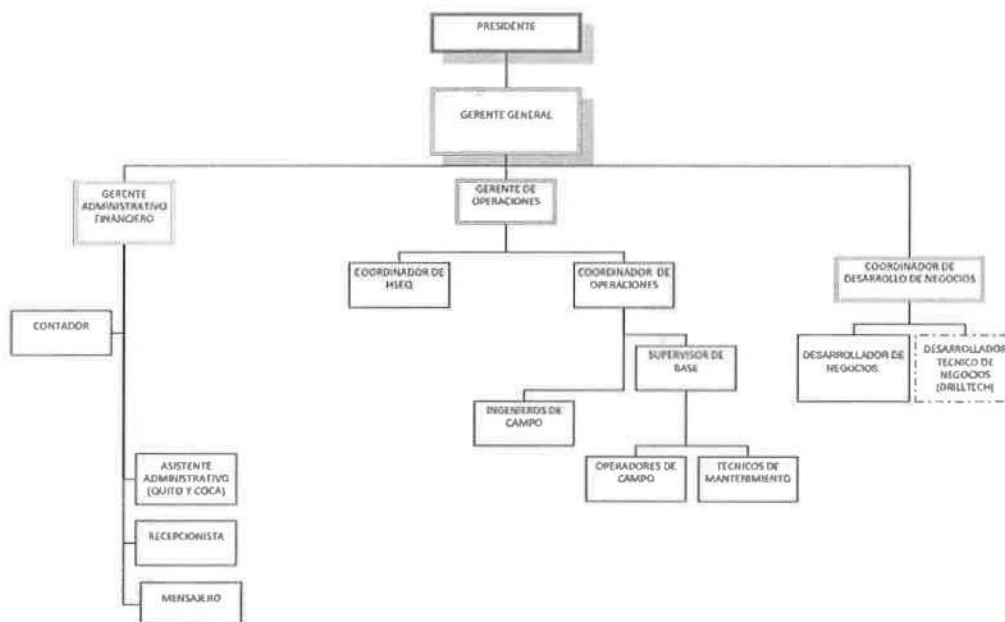 PRESIDENTE
GERENTE GENERAL
GERENTE
ADMINISTRATIVO
FINANCIERO
GERENTE DE
OPERACIONES
COORDINADOR DE
HSEQ
COORDINADOR DE
OPERACIONES
COORDINADOR DE
DESARROLLO DE NEGOCIOS
CONTADOR
SUPERVISOR DE
BASE
DESARROLLADOR DE
NEGOCIOS
DESARROLLADOR
TECNICO DE
NEGOCIOS
(DRILLTECH)
INGENIEROS DE
CAMPO
ASISTENTE
ADMINISTRATIVO
(QUITO Y COCA)
OPERADORES DE
CAMPO
TECNICOS DE
MANTENIMIENTO
RECEPCIONISTA
MENSAJERO